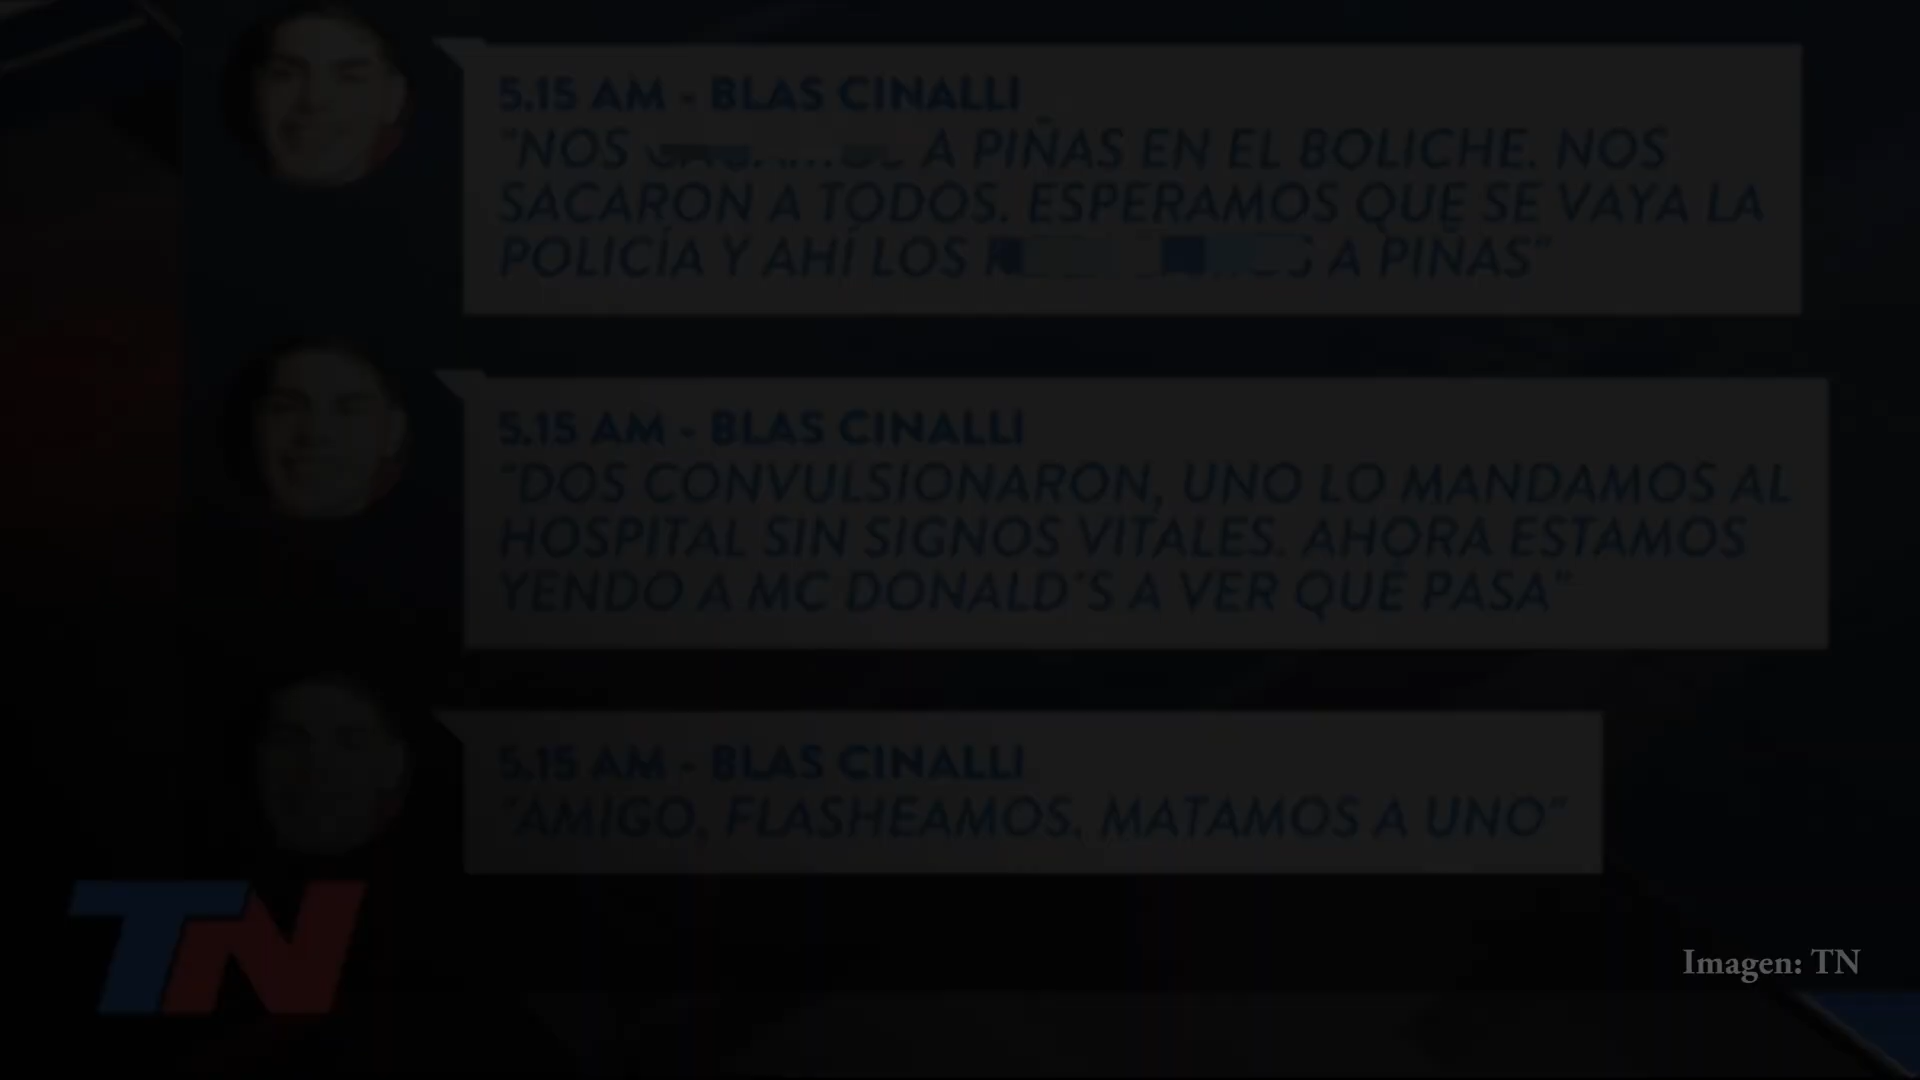 5.15 AM - BLAS CINALLI
"NOS A PIÑAS EN EL BOLICHE. NOS
SACARON A TODOS. ESPERAMOS QUE SE VAYA LA
POLICÍA Y AHÍ LOS A PIÑAS"
5.15 AM - BLAS CINALLI
"DOS CONVULSIONARON, UNO LO MANDAMOS AL
HOSPITAL SIN SIGNOS VITALES. AHORA ESTAMOS
YENDO A MC DONALD´S A VER QUÉ PASA"
5.15 AM - BLAS CINALLI
"AMIGO, FLASHEAMOS. MATAMOS A UNO"
TN
Imagen: TN